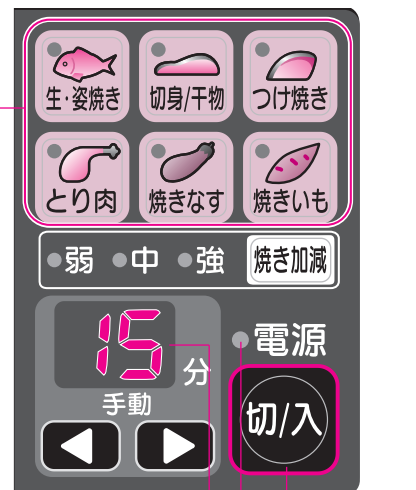 生・姿焼き 切身/干物 つけ焼き
とり肉 焼きなす 焼きいも
弱 中 強 焼き加減
15 分 電源
手動 切/入